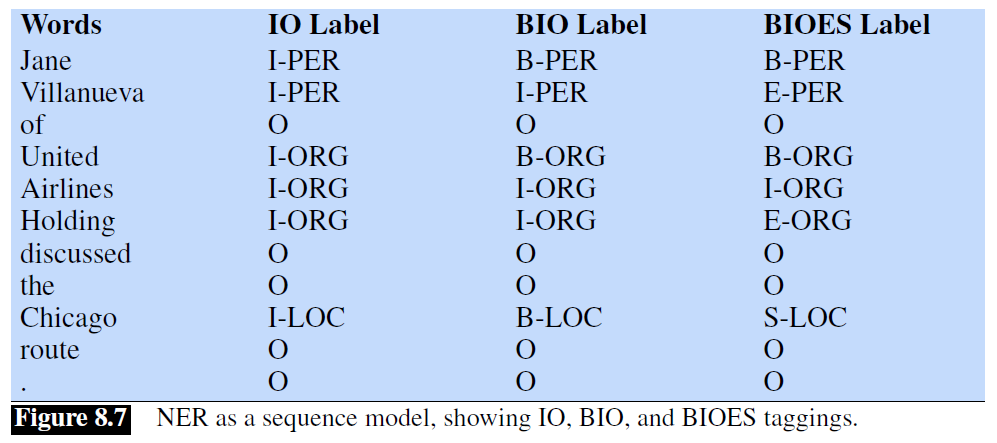 Words IO Label BIO Label BIOES Label
Jane I-PER B-PER B-PER
Villanueva I-PER I-PER E-PER
of O O O
United I-ORG B-ORG B-ORG
Airlines I-ORG I-ORG I-ORG
Holding I-ORG I-ORG E-ORG
discussed O O O
the O O O
Chicago I-LOC B-LOC S-LOC
route O O O
. O O O
Figure 8.7 NER as a sequence model, showing IO, BIO, and BIOES taggings.